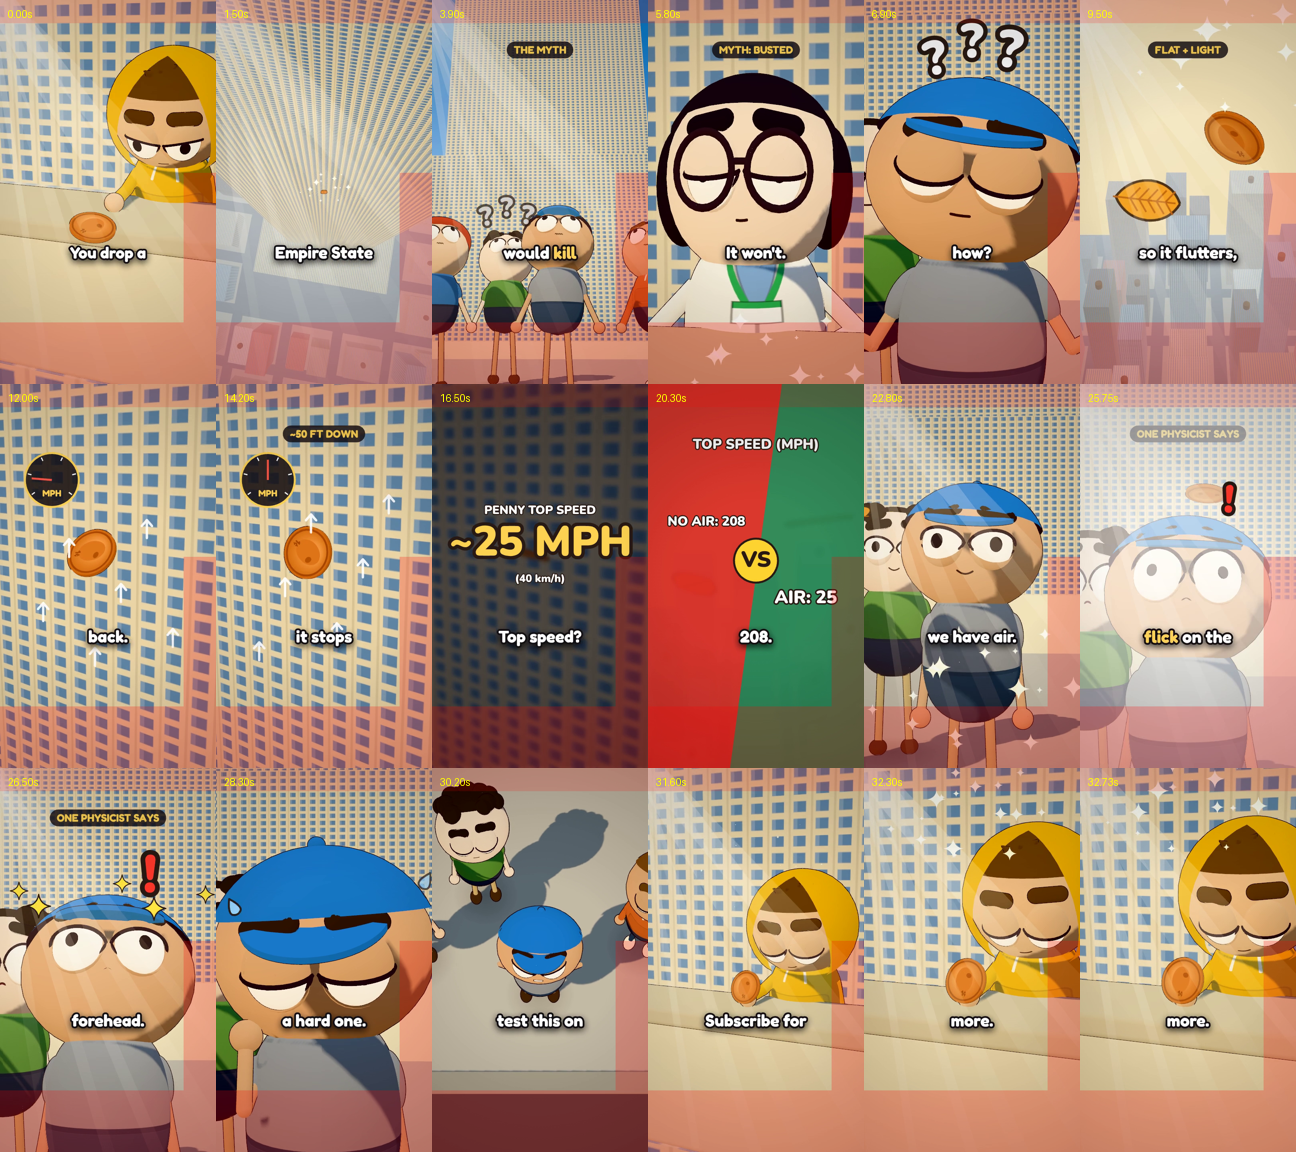 0.00s
You drop a
1.50s
Empire State
3.90s
THE MYTH
? ? ?
would kill
5.80s
MYTH: BUSTED
It won't.
6.90s
? ? ?
how?
9.50s
FLAT + LIGHT
so it flutters,
12.00s
MPH
back.
14.20s
~50 FT DOWN
MPH
it stops
16.50s
PENNY TOP SPEED
~25 MPH
(40 km/h)
Top speed?
20.30s
TOP SPEED (MPH)
NO AIR: 208
VS
AIR: 25
208.
22.80s
we have air.
25.75s
ONE PHYSICIST SAYS
!
flick on the
26.50s
ONE PHYSICIST SAYS
!
forehead.
28.30s
a hard one.
30.20s
test this on
31.60s
Subscribe for
32.30s
more.
32.73s
more.